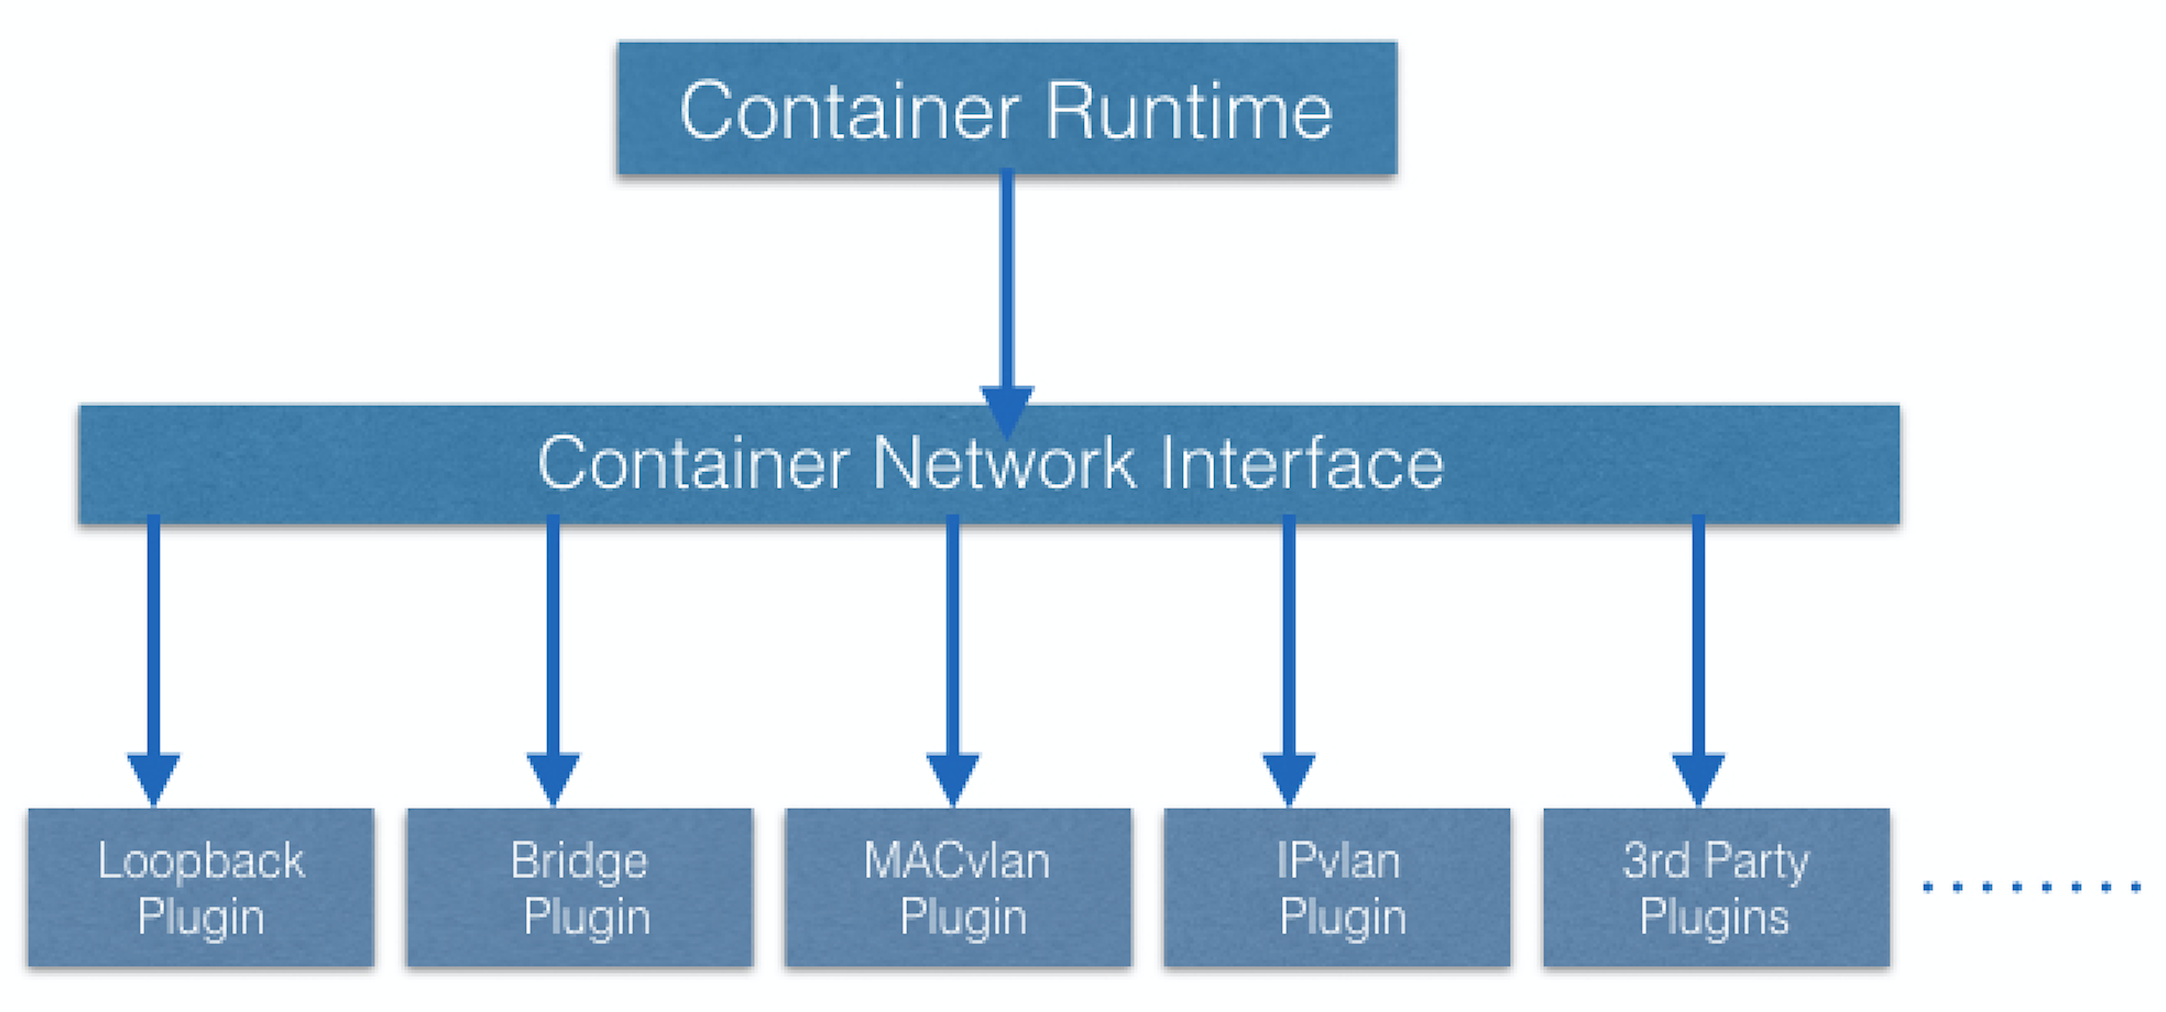 Container Runtime
Container Network Interface
Loopback
Plugin
Bridge
Plugin
MACvlan
Plugin
IPvlan
Plugin
3rd Party
Plugins